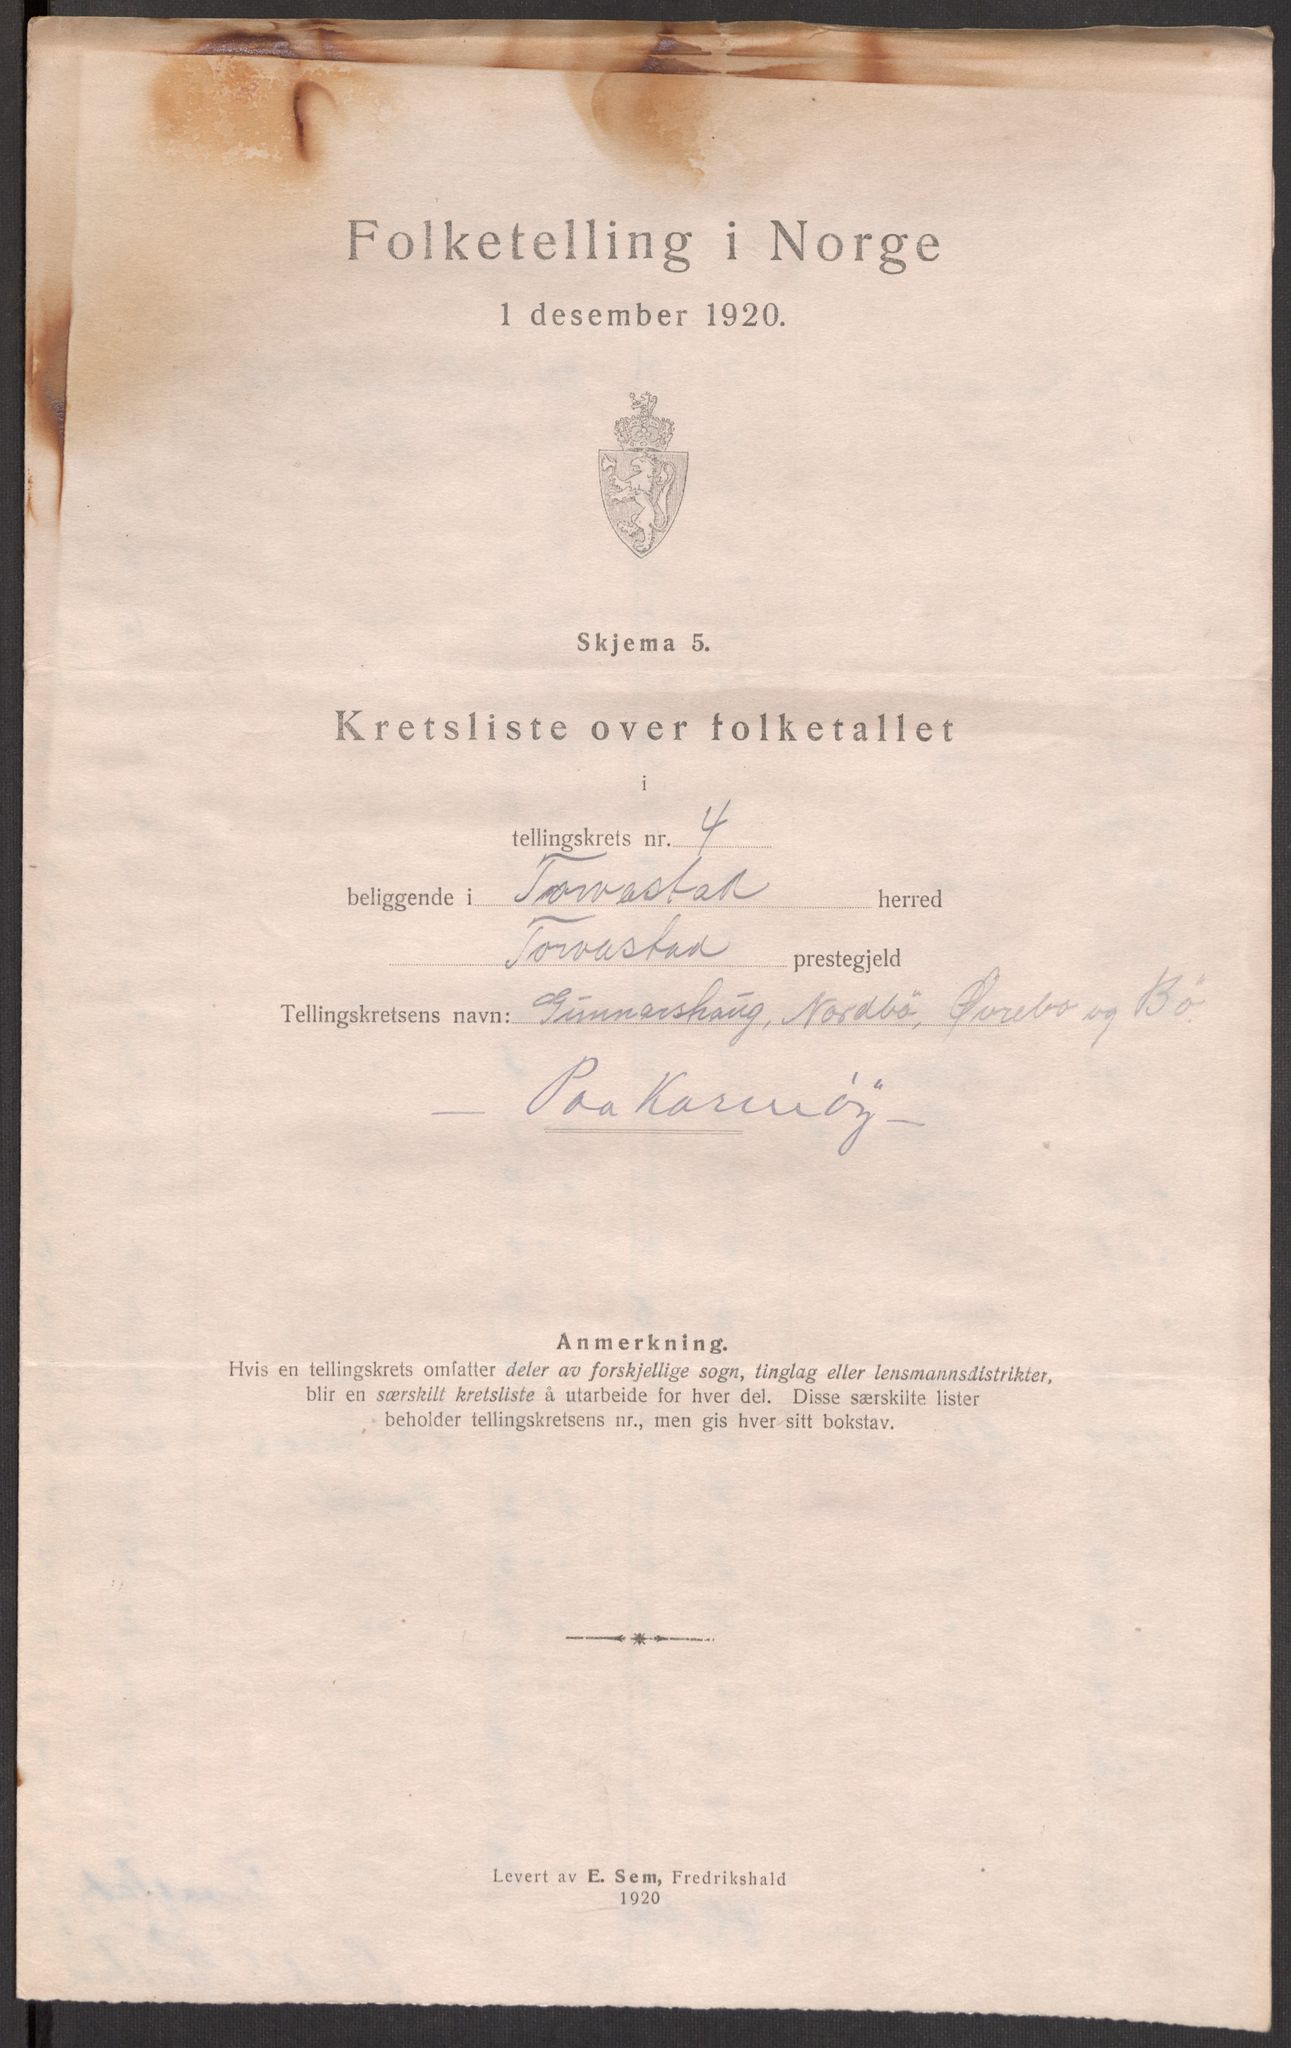 Folketelling i Norge
1 desember 1920.
Skjema 5.
Kretsliste over folketallet
i
tellingskrets nr. 4
beliggende i Torvastad herred
Torvastad prestegjeld
Tellingskretsens navn: Gunnarshaug, Nordbö, Øvrebø og Bö
— Paa Karmöy —
Anmerkning.
Hvis en tellingskrets omfatter deler av forskjellige sogn, tinglag eller lensmannsdistrikter,
blir en særskilt kretsliste å utarbeide for hver del. Disse særskilte lister
beholder tellingskretsens nr., men gis hver sitt bokstav.
Levert av E. Sem, Fredrikshald
1920